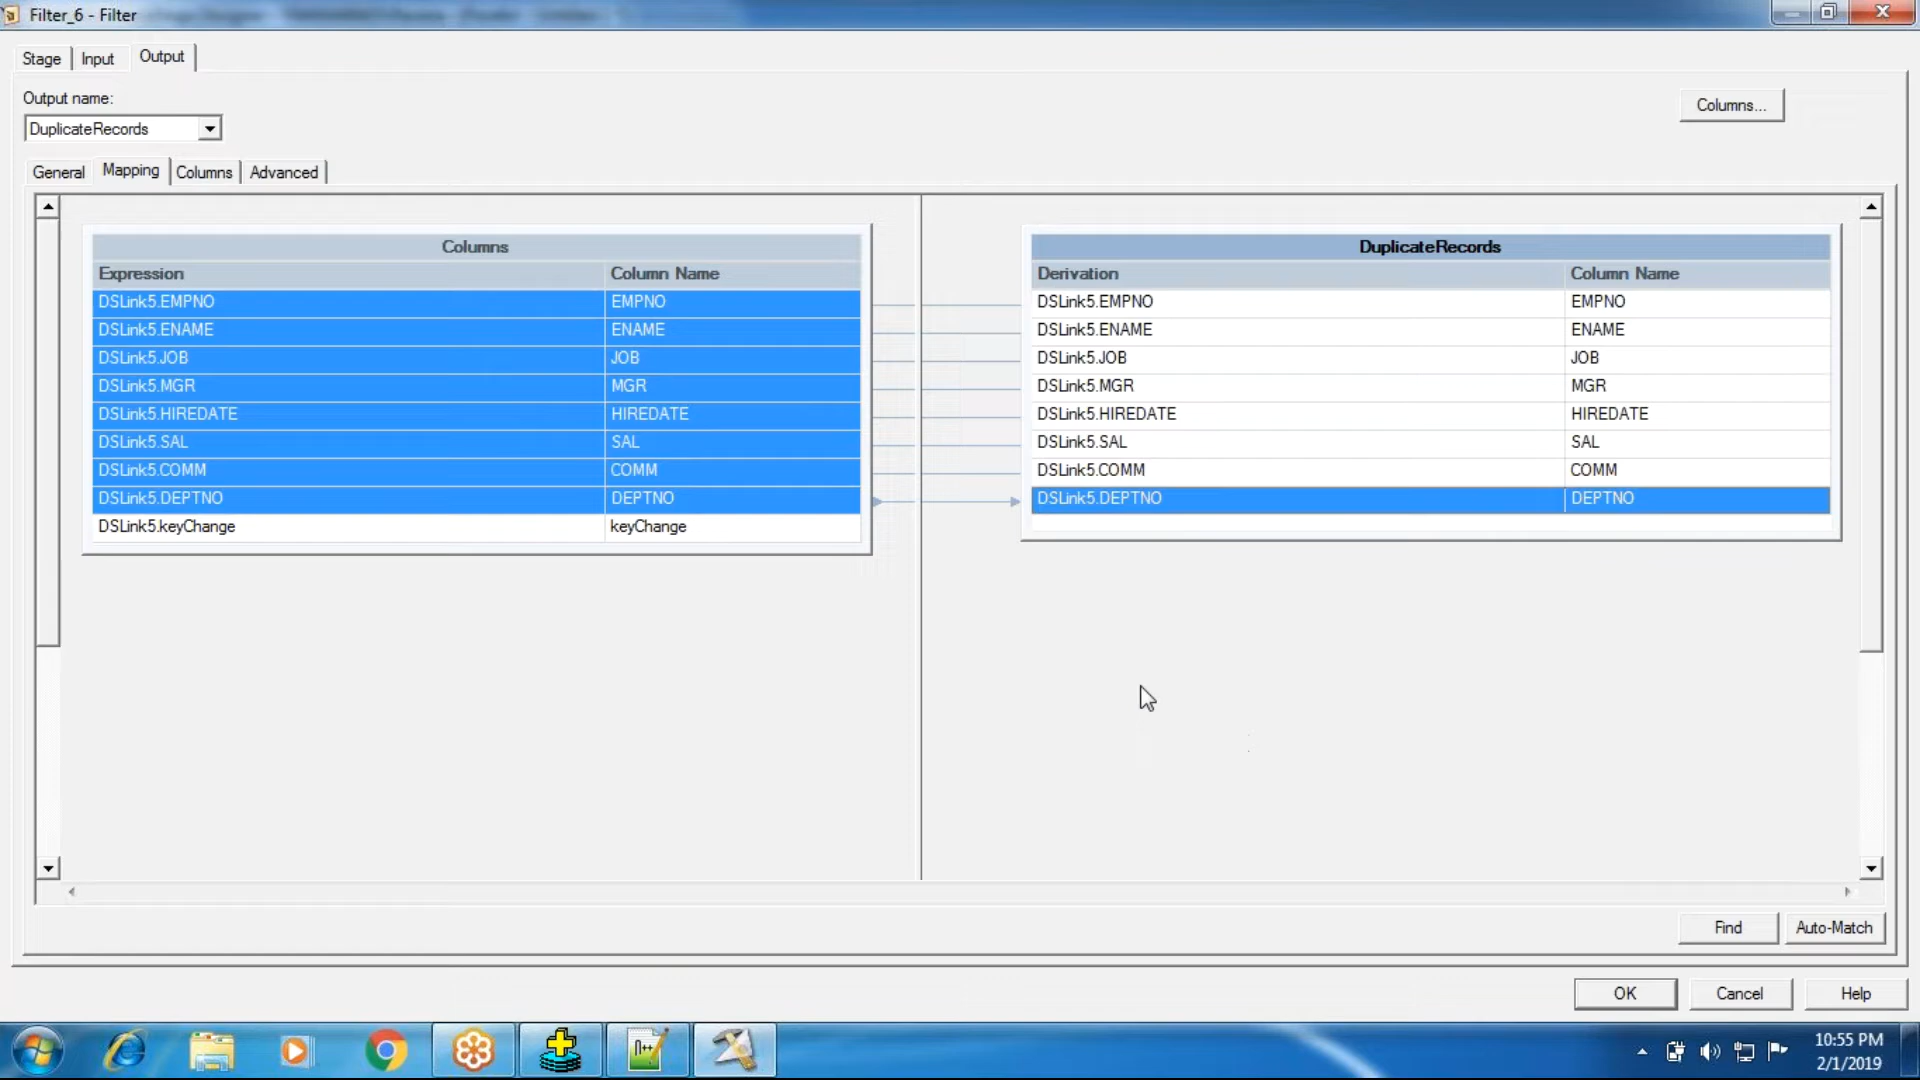 Filter_6 - Filter
Stage Input Output
Output name:
Columns...
DuplicateRecords
General Mapping Columns Advanced
Columns
Expression Column Name
DSLink5.EMPNO EMPNO
DSLink5.ENAME ENAME
DSLink5.JOB JOB
DSLink5.MGR MGR
DSLink5.HIREDATE HIREDATE
DSLink5.SAL SAL
DSLink5.COMM COMM
DSLink5.DEPTNO DEPTNO
DSLink5.keyChange keyChange
DuplicateRecords
Derivation Column Name
DSLink5.EMPNO EMPNO
DSLink5.ENAME ENAME
DSLink5.JOB JOB
DSLink5.MGR MGR
DSLink5.HIREDATE HIREDATE
DSLink5.SAL SAL
DSLink5.COMM COMM
DSLink5.DEPTNO DEPTNO
Find Auto-Match
OK Cancel Help
N++
10:55 PM
2/1/2019